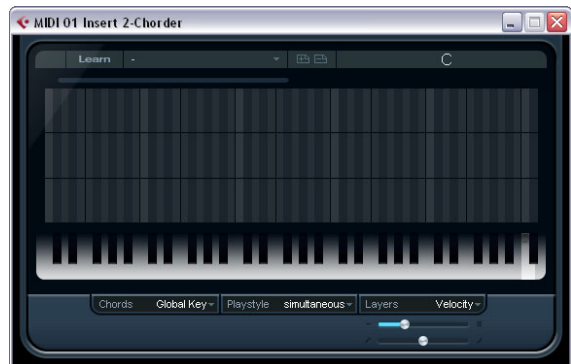 MIDI 01 Insert 2-Chorder
Learn - C
Chords Global Key Playstyle simultaneous Layers Velocity